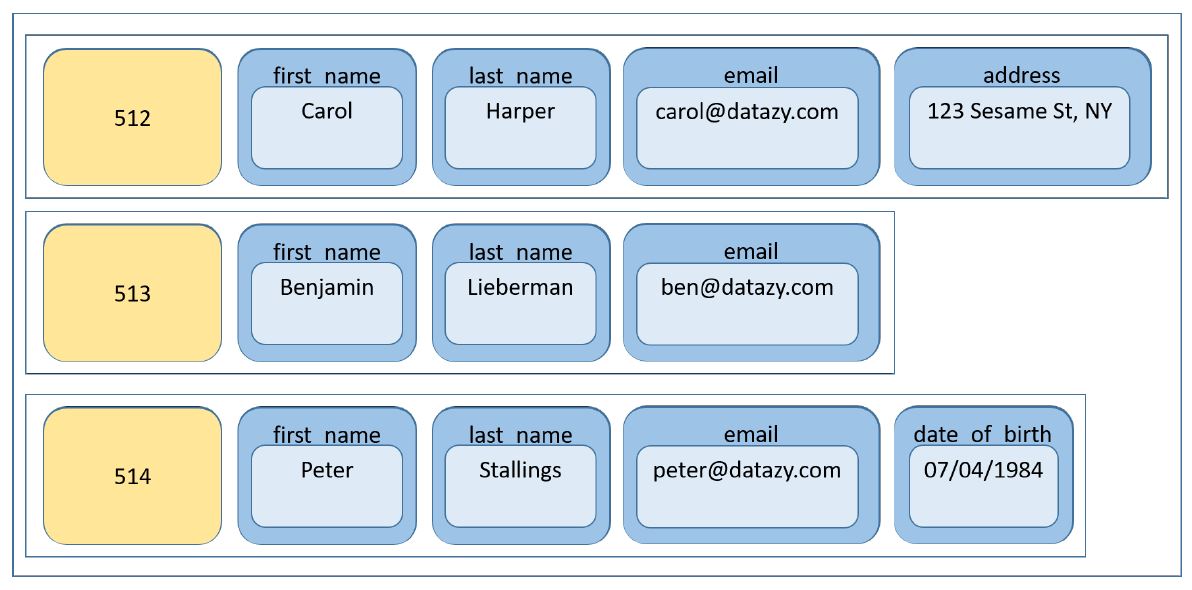 512 first_name last_name email address
Carol Harper carol@datazy.com 123 Sesame St, NY
513 first_name last_name email
Benjamin Lieberman ben@datazy.com
514 first_name last_name email date_of_birth
Peter Stallings peter@datazy.com 07/04/1984